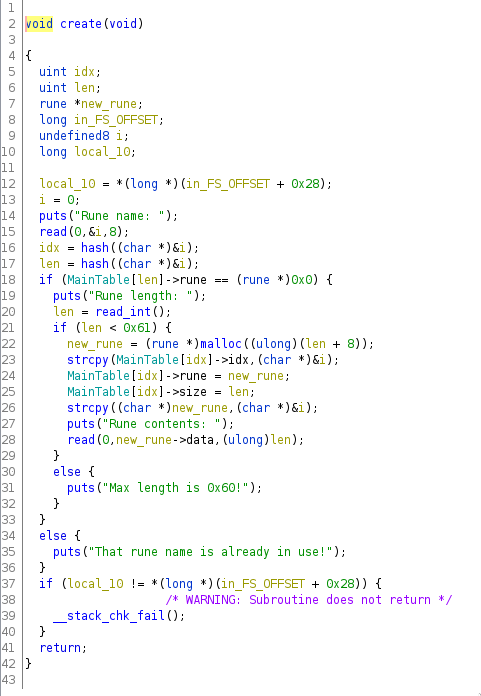 1
2 void create(void)
3
4 {
5 uint idx;
6 uint len;
7 rune *new_rune;
8 long in_FS_OFFSET;
9 undefined8 i;
10 long local_10;
11
12 local_10 = *(long *)(in_FS_OFFSET + 0x28);
13 i = 0;
14 puts("Rune name: ");
15 read(0,&i,8);
16 idx = hash((char *)&i);
17 len = hash((char *)&i);
18 if (MainTable[len]->rune == (rune *)0x0) {
19 puts("Rune length: ");
20 len = read_int();
21 if (len < 0x61) {
22 new_rune = (rune *)malloc((ulong)(len + 8));
23 strcpy(MainTable[idx]->idx,(char *)&i);
24 MainTable[idx]->rune = new_rune;
25 MainTable[idx]->size = len;
26 strcpy((char *)new_rune,(char *)&i);
27 puts("Rune contents: ");
28 read(0,new_rune->data,(ulong)len);
29 }
30 else {
31 puts("Max length is 0x60!");
32 }
33 }
34 else {
35 puts("That rune name is already in use!");
36 }
37 if (local_10 != *(long *)(in_FS_OFFSET + 0x28)) {
38 /* WARNING: Subroutine does not return */
39 __stack_chk_fail();
40 }
41 return;
42 }
43